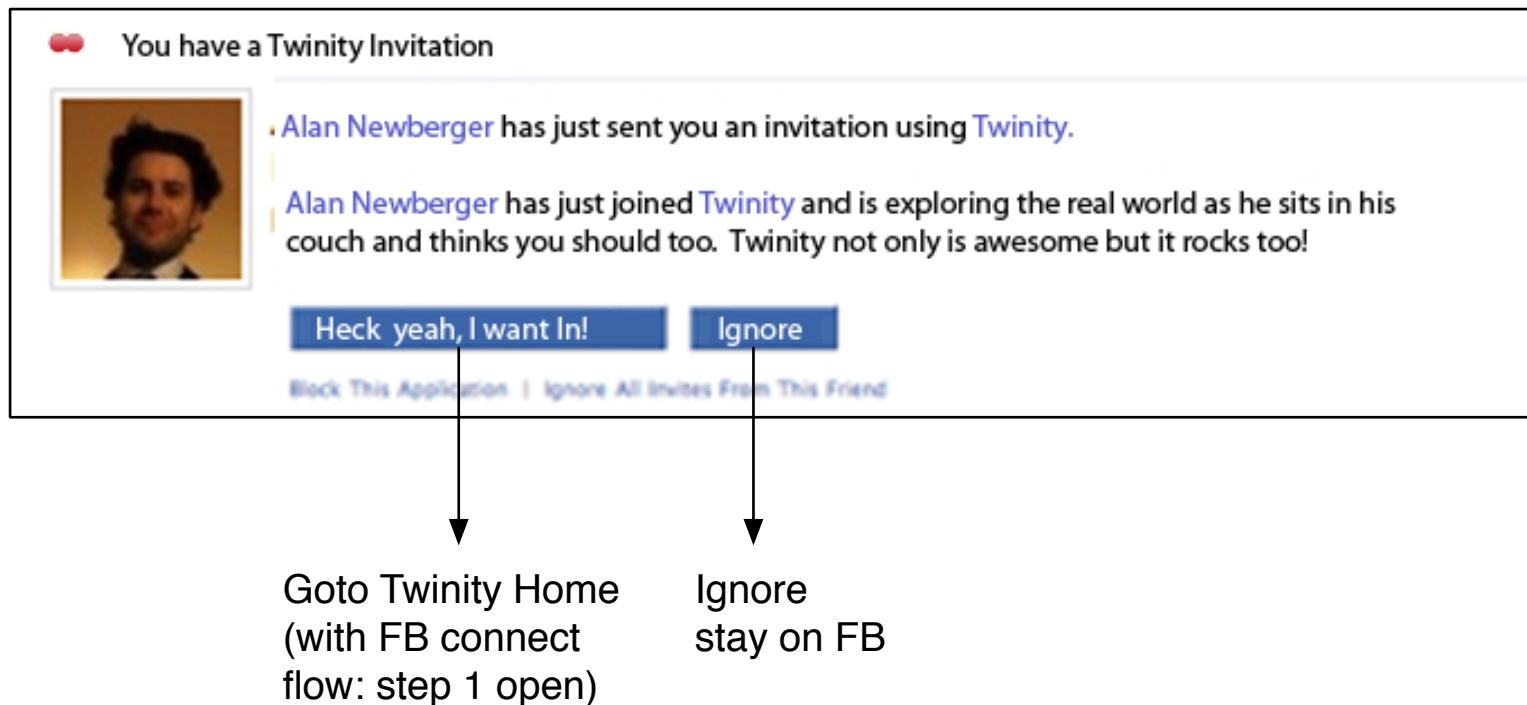 You have a Twinity Invitation
Alan Newberger has just sent you an invitation using Twinity.
Alan Newberger has just joined Twinity and is exploring the real world as he sits in his
couch and thinks you should too. Twinity not only is awesome but it rocks too!
Heck yeah, I want In! Ignore
Block This Application | Ignore All Invites From This Friend
Goto Twinity Home
(with FB connect
flow: step 1 open)
Ignore
stay on FB